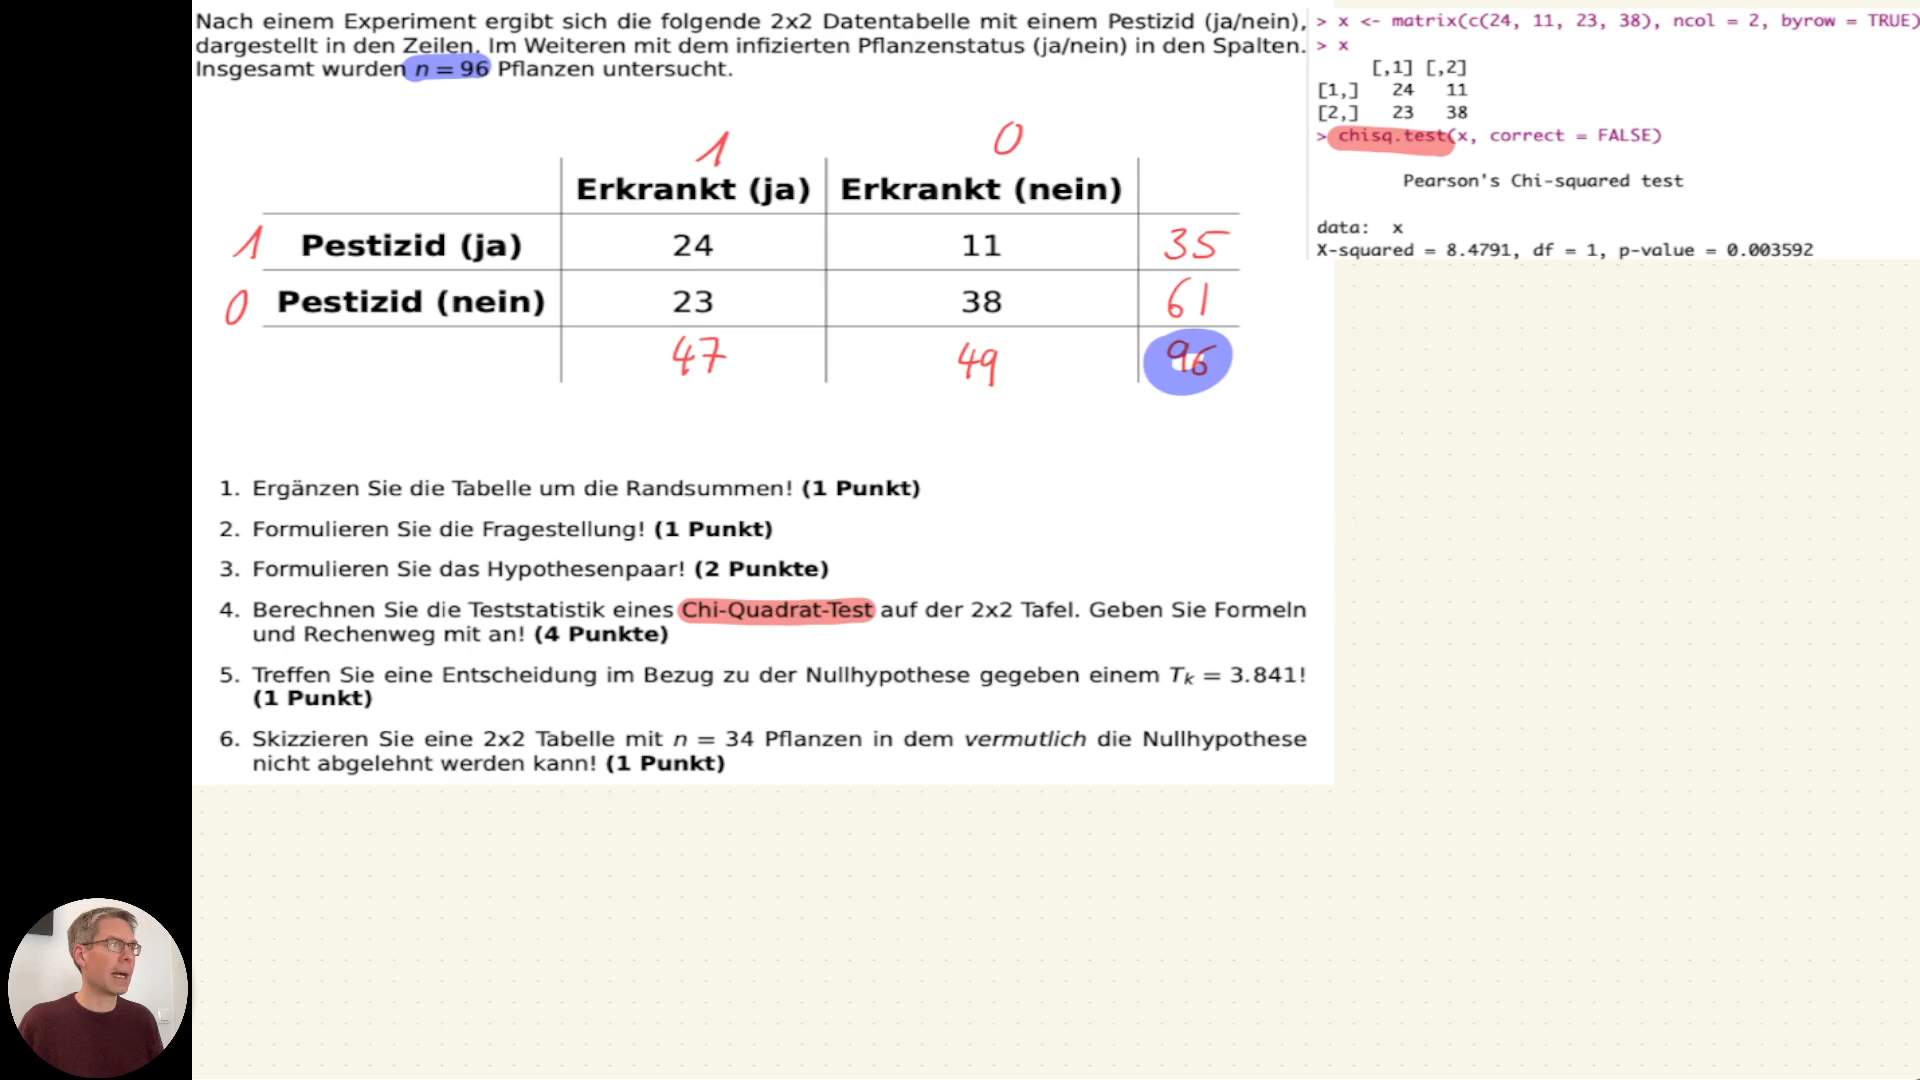 Nach einem Experiment ergibt sich die folgende 2x2 Datentabelle mit einem Pestizid (ja/nein),
dargestellt in den Zeilen. Im Weiteren mit dem infizierten Pflanzenstatus (ja/nein) in den Spalten.
Insgesamt wurden n = 96 Pflanzen untersucht.
1 0
Erkrankt (ja) Erkrankt (nein)
1 Pestizid (ja) 24 11 35
0 Pestizid (nein) 23 38 61
47 49 96
1. Ergänzen Sie die Tabelle um die Randsummen! (1 Punkt)
2. Formulieren Sie die Fragestellung! (1 Punkt)
3. Formulieren Sie das Hypothesenpaar! (2 Punkte)
4. Berechnen Sie die Teststatistik eines Chi-Quadrat-Test auf der 2x2 Tafel. Geben Sie Formeln
und Rechenweg mit an! (4 Punkte)
5. Treffen Sie eine Entscheidung im Bezug zu der Nullhypothese gegeben einem Tk = 3.841!
(1 Punkt)
6. Skizzieren Sie eine 2x2 Tabelle mit n = 34 Pflanzen in dem vermutlich die Nullhypothese
nicht abgelehnt werden kann! (1 Punkt)
> x <- matrix(c(24, 11, 23, 38), ncol = 2, byrow = TRUE)
> x
[,1] [,2]
[1,] 24 11
[2,] 23 38
> chisq.test(x, correct = FALSE)
Pearson's Chi-squared test
data: x
X-squared = 8.4791, df = 1, p-value = 0.003592